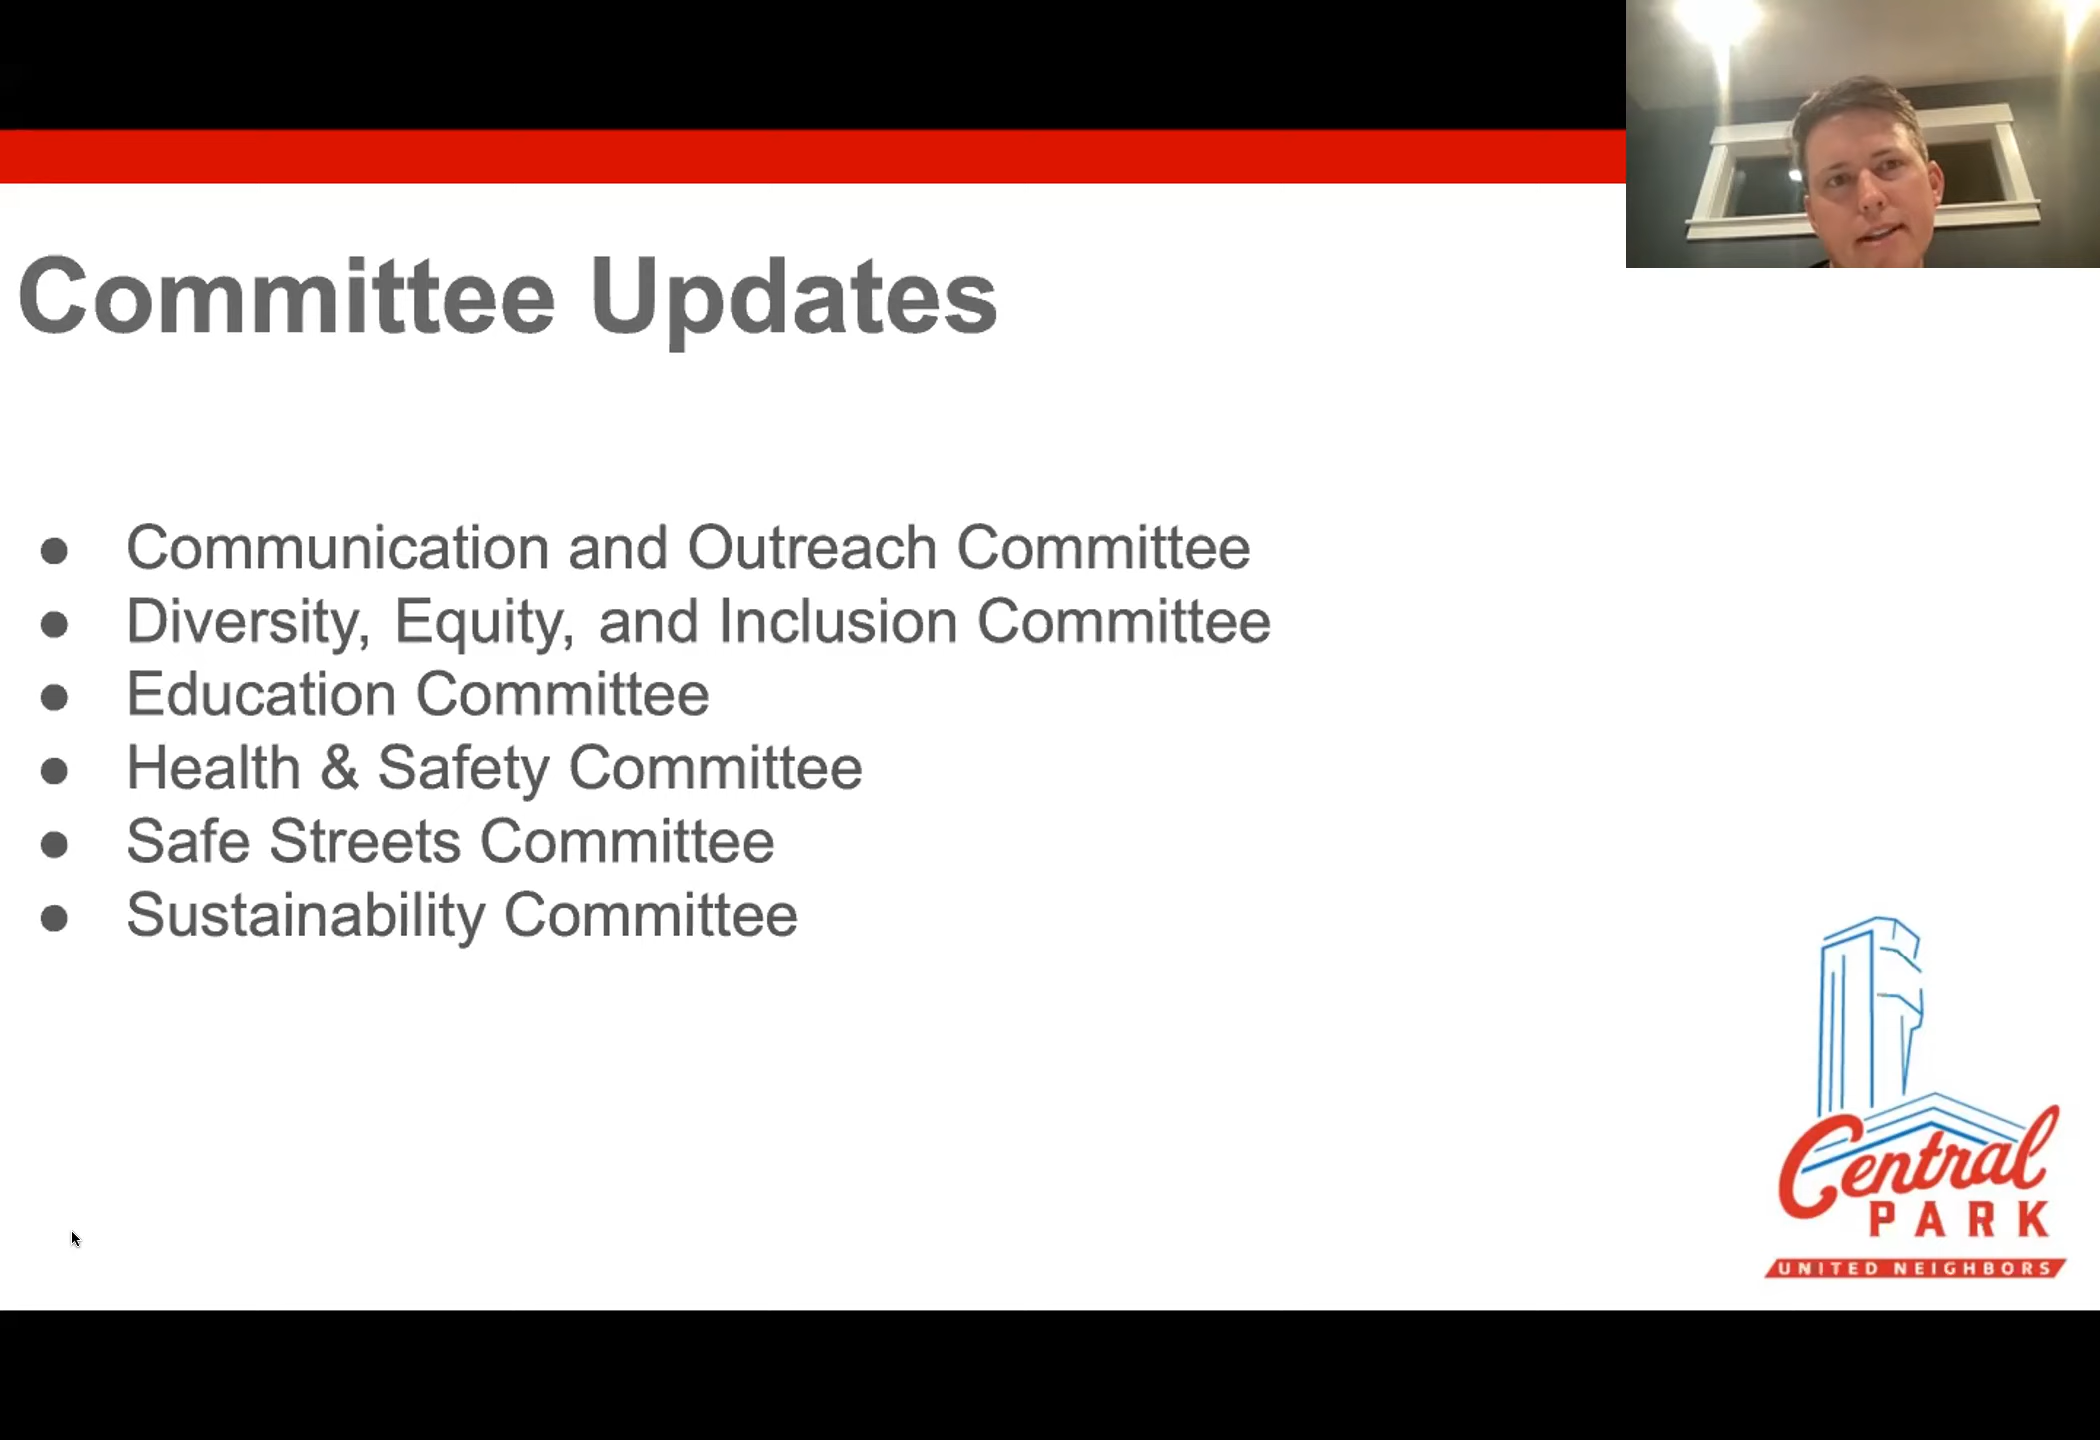 Committee Updates
● Communication and Outreach Committee
● Diversity, Equity, and Inclusion Committee
● Education Committee
● Health & Safety Committee
● Safe Streets Committee
● Sustainability Committee
Central
PARK
UNITED NEIGHBORS